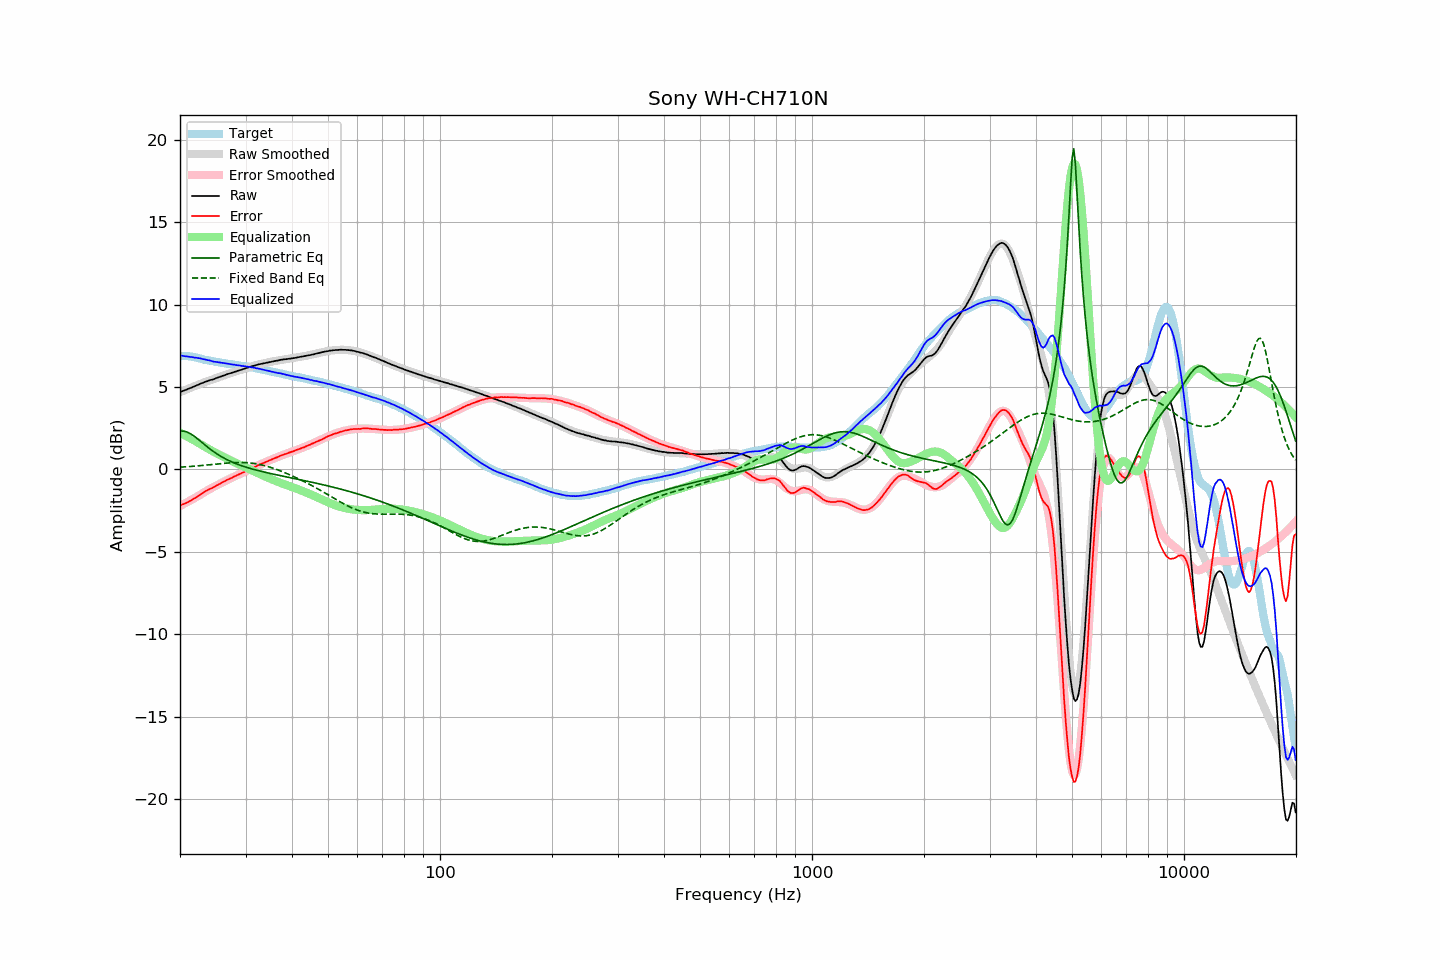 Sony WH-CH710N
Target
Raw Smoothed
Error Smoothed
Raw
Error
Equalization
Parametric Eq
Fixed Band Eq
Equalized
20
15
10
5
0
−5
−10
−15
−20
Amplitude (dBr)
100
1000
10000
Frequency (Hz)